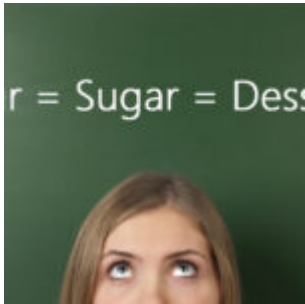 r = Sugar = Dess